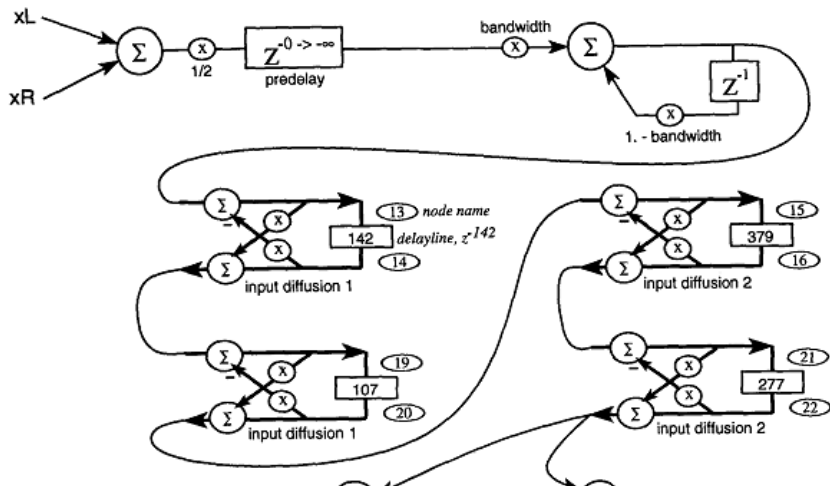 xL
xR
Σ
x
1/2
Z^-0 -> -∞
predelay
bandwidth
x
Σ
Z^-1
x
1. - bandwidth
Σ
−
x
x
Σ
13 node name
142 delayline, z^-142
14
input diffusion 1
Σ
−
x
x
Σ
15
379
16
input diffusion 2
Σ
−
x
x
Σ
19
107
20
input diffusion 1
Σ
−
x
x
Σ
21
277
22
input diffusion 2